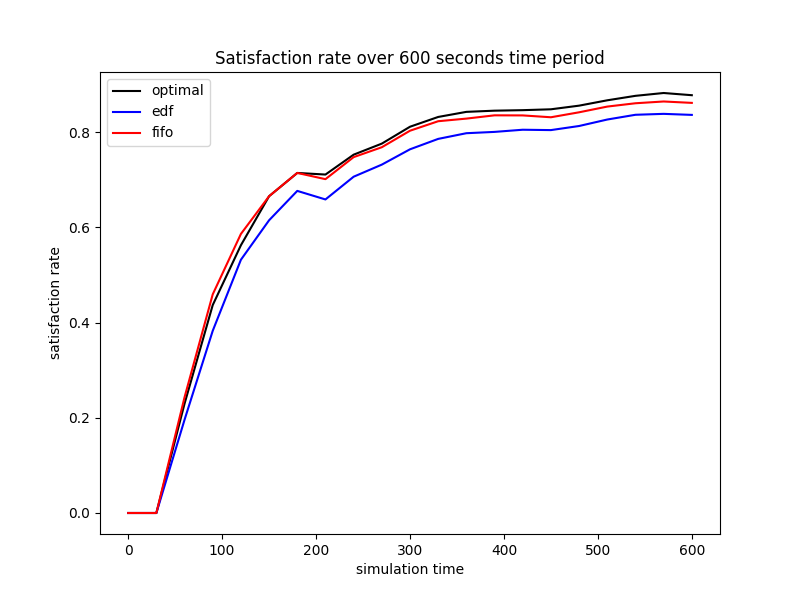 Satisfaction rate over 600 seconds time period
optimal
edf
fifo
satisfaction rate
0.8
0.6
0.4
0.2
0.0
0 100 200 300 400 500 600
simulation time